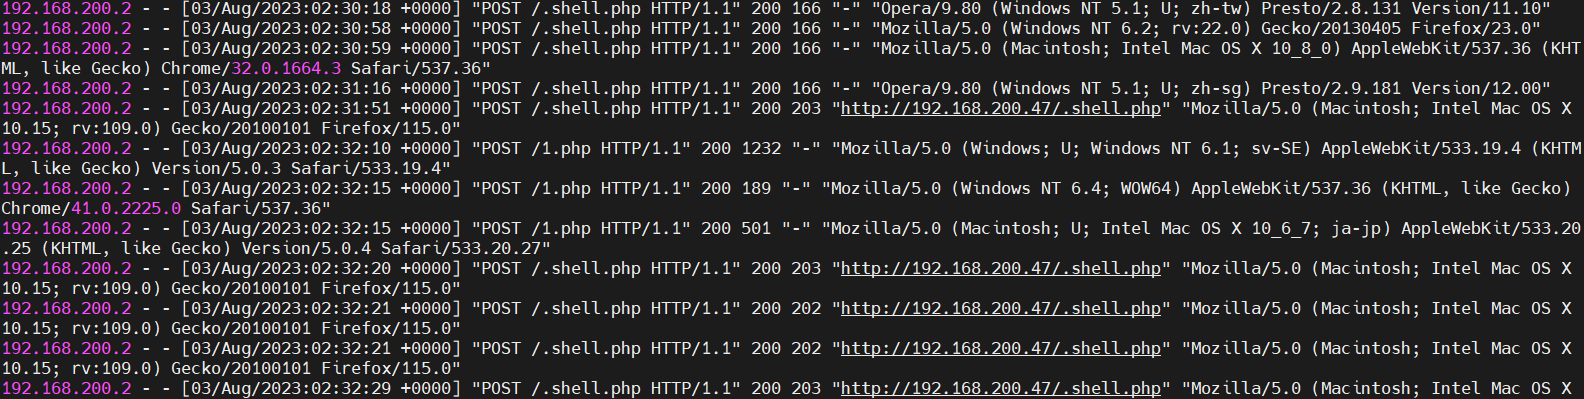 192.168.200.2 - - [03/Aug/2023:02:30:18 +0000] "POST /.shell.php HTTP/1.1" 200 166 "-" "Opera/9.80 (Windows NT 5.1; U; zh-tw) Presto/2.8.131 Version/11.10"
192.168.200.2 - - [03/Aug/2023:02:30:58 +0000] "POST /.shell.php HTTP/1.1" 200 166 "-" "Mozilla/5.0 (Windows NT 6.2; rv:22.0) Gecko/20130405 Firefox/23.0"
192.168.200.2 - - [03/Aug/2023:02:30:59 +0000] "POST /.shell.php HTTP/1.1" 200 166 "-" "Mozilla/5.0 (Macintosh; Intel Mac OS X 10_8_0) AppleWebKit/537.36 (KHT
ML, like Gecko) Chrome/32.0.1664.3 Safari/537.36"
192.168.200.2 - - [03/Aug/2023:02:31:16 +0000] "POST /.shell.php HTTP/1.1" 200 166 "-" "Opera/9.80 (Windows NT 5.1; U; zh-sg) Presto/2.9.181 Version/12.00"
192.168.200.2 - - [03/Aug/2023:02:31:51 +0000] "POST /.shell.php HTTP/1.1" 200 203 "http://192.168.200.47/.shell.php" "Mozilla/5.0 (Macintosh; Intel Mac OS X
10.15; rv:109.0) Gecko/20100101 Firefox/115.0"
192.168.200.2 - - [03/Aug/2023:02:32:10 +0000] "POST /1.php HTTP/1.1" 200 1232 "-" "Mozilla/5.0 (Windows; U; Windows NT 6.1; sv-SE) AppleWebKit/533.19.4 (KHTM
L, like Gecko) Version/5.0.3 Safari/533.19.4"
192.168.200.2 - - [03/Aug/2023:02:32:15 +0000] "POST /1.php HTTP/1.1" 200 189 "-" "Mozilla/5.0 (Windows NT 6.4; WOW64) AppleWebKit/537.36 (KHTML, like Gecko)
Chrome/41.0.2225.0 Safari/537.36"
192.168.200.2 - - [03/Aug/2023:02:32:15 +0000] "POST /1.php HTTP/1.1" 200 501 "-" "Mozilla/5.0 (Macintosh; U; Intel Mac OS X 10_6_7; ja-jp) AppleWebKit/533.20
.25 (KHTML, like Gecko) Version/5.0.4 Safari/533.20.27"
192.168.200.2 - - [03/Aug/2023:02:32:20 +0000] "POST /.shell.php HTTP/1.1" 200 203 "http://192.168.200.47/.shell.php" "Mozilla/5.0 (Macintosh; Intel Mac OS X
10.15; rv:109.0) Gecko/20100101 Firefox/115.0"
192.168.200.2 - - [03/Aug/2023:02:32:21 +0000] "POST /.shell.php HTTP/1.1" 200 202 "http://192.168.200.47/.shell.php" "Mozilla/5.0 (Macintosh; Intel Mac OS X
10.15; rv:109.0) Gecko/20100101 Firefox/115.0"
192.168.200.2 - - [03/Aug/2023:02:32:21 +0000] "POST /.shell.php HTTP/1.1" 200 202 "http://192.168.200.47/.shell.php" "Mozilla/5.0 (Macintosh; Intel Mac OS X
10.15; rv:109.0) Gecko/20100101 Firefox/115.0"
192.168.200.2 - - [03/Aug/2023:02:32:29 +0000] "POST /.shell.php HTTP/1.1" 200 203 "http://192.168.200.47/.shell.php" "Mozilla/5.0 (Macintosh; Intel Mac OS X